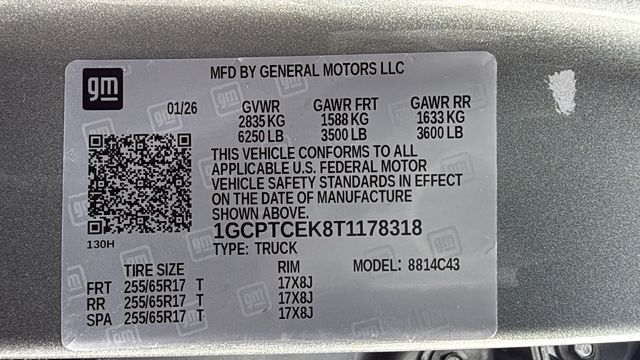 MFD BY GENERAL MOTORS LLC
gm
01/26 GVWR GAWR FRT GAWR RR
2835 KG 1588 KG 1633 KG
6250 LB 3500 LB 3600 LB
THIS VEHICLE CONFORMS TO ALL
APPLICABLE U.S. FEDERAL MOTOR
VEHICLE SAFETY STANDARDS IN EFFECT
ON THE DATE OF MANUFACTURE
SHOWN ABOVE.
1GCPTCEK8T1178318
130H
TYPE: TRUCK
TIRE SIZE RIM MODEL: 8814C43
FRT 255/65R17 T 17X8J
RR 255/65R17 T 17X8J
SPA 255/65R17 T 17X8J